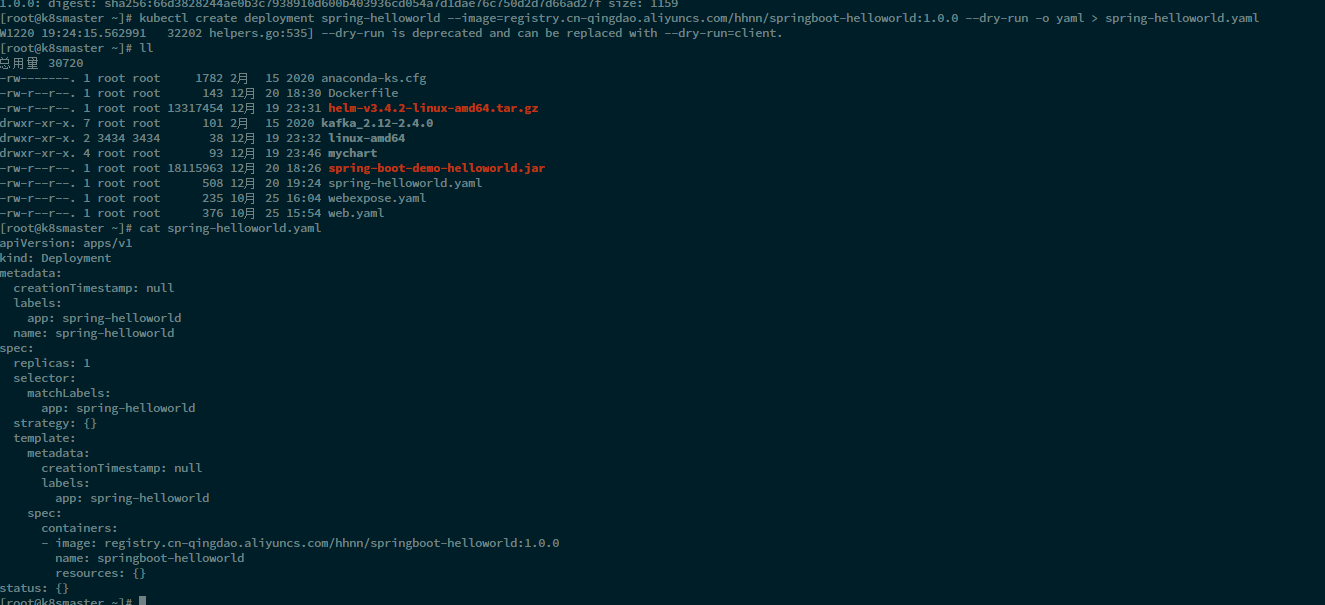 1.0.0: digest: sha256:66d3828244ae0b3c7938910d600b403936cd054a7d1dae76c750d2d7d66ad27f size: 1159
[root@k8smaster ~]# kubectl create deployment spring-helloworld --image=registry.cn-qingdao.aliyuncs.com/hhnn/springboot-helloworld:1.0.0 --dry-run -o yaml > spring-helloworld.yaml
W1220 19:24:15.562991   32202 helpers.go:535] --dry-run is deprecated and can be replaced with --dry-run=client.
[root@k8smaster ~]# ll
总用量 30720
-rw-------. 1 root root     1782 2月  15 2020 anaconda-ks.cfg
-rw-r--r--. 1 root root      143 12月 20 18:30 Dockerfile
-rw-r--r--. 1 root root 13317454 12月 19 23:31 helm-v3.4.2-linux-amd64.tar.gz
drwxr-xr-x. 7 root root      101 2月  15 2020 kafka_2.12-2.4.0
drwxr-xr-x. 2 3434 3434       38 12月 19 23:32 linux-amd64
drwxr-xr-x. 4 root root       93 12月 19 23:46 mychart
-rw-r--r--. 1 root root 18115963 12月 20 18:26 spring-boot-demo-helloworld.jar
-rw-r--r--. 1 root root      508 12月 20 19:24 spring-helloworld.yaml
-rw-r--r--. 1 root root      235 10月 25 16:04 webexpose.yaml
-rw-r--r--. 1 root root      376 10月 25 15:54 web.yaml
[root@k8smaster ~]# cat spring-helloworld.yaml
apiVersion: apps/v1
kind: Deployment
metadata:
  creationTimestamp: null
  labels:
    app: spring-helloworld
  name: spring-helloworld
spec:
  replicas: 1
  selector:
    matchLabels:
      app: spring-helloworld
  strategy: {}
  template:
    metadata:
      creationTimestamp: null
      labels:
        app: spring-helloworld
    spec:
      containers:
      - image: registry.cn-qingdao.aliyuncs.com/hhnn/springboot-helloworld:1.0.0
        name: springboot-helloworld
        resources: {}
status: {}
[root@k8smaster ~]#